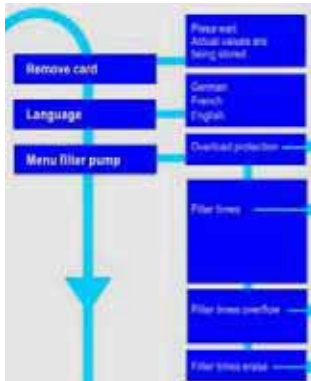 Remove card
Please wait.
Actual values are
being stored
Language
German
French
English
Menu filter pump
Overload protection
Filter times
Filter times overflow
Filter times erase